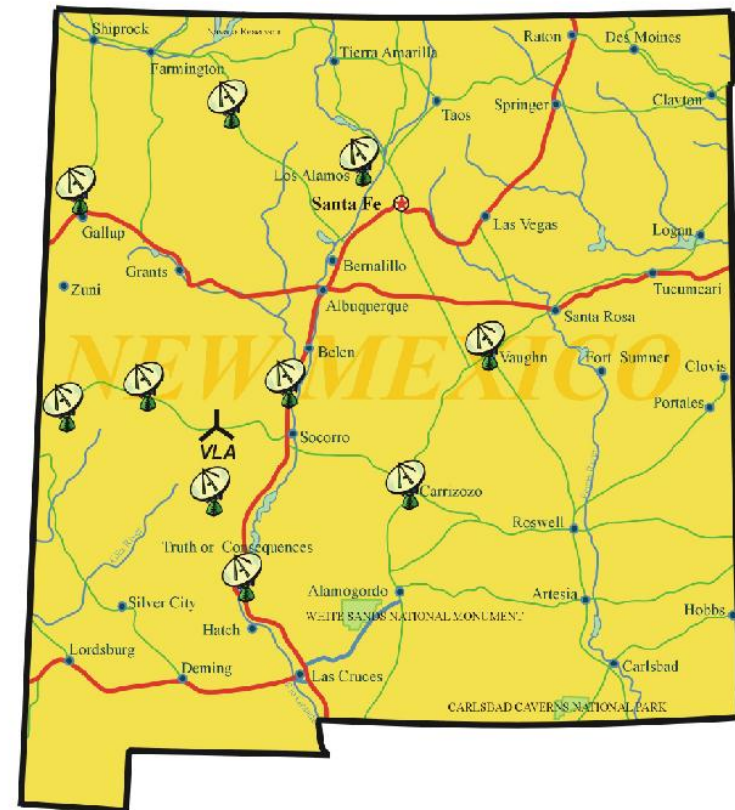 Shiprock
Farmington
Tierra Amarilla
Raton
Des Moines
Taos
Springer
Clayton
Los Alamos
Santa Fe
Gallup
Las Vegas
Logan
Grants
Bernalillo
Zuni
Albuquerque
Tucumcari
Santa Rosa
NEW MEXICO
Belen
Vaughn
Fort Sumner
Clovis
Portales
VLA
Socorro
Carrizozo
Roswell
Gila River
Truth or Consequences
Silver City
Alamogordo
Artesia
WHITE SANDS NATIONAL MONUMENT
Hobbs
Hatch
Lordsburg
Deming
Las Cruces
Carlsbad
CARLSBAD CAVERNS NATIONAL PARK